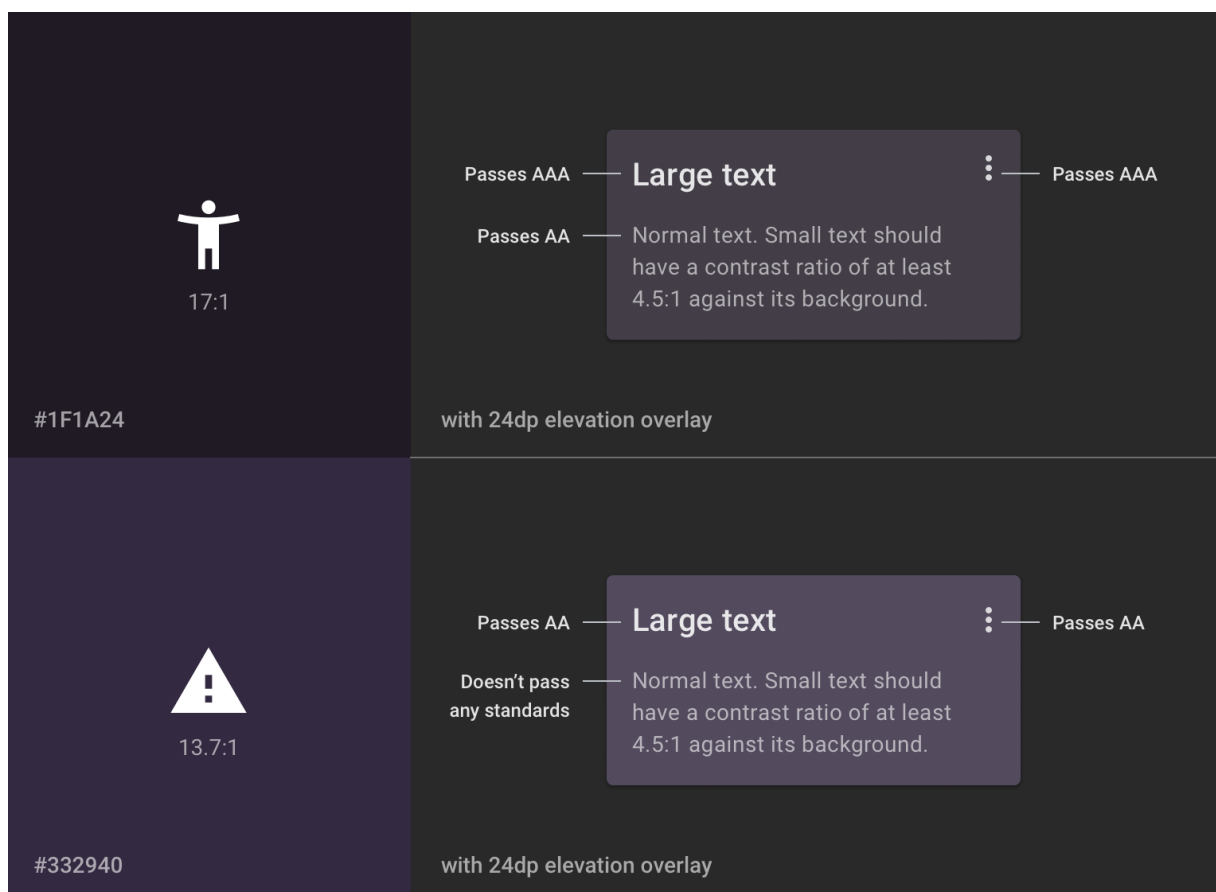 Passes AAA
Large text
Passes AAA
Passes AA
Normal text. Small text should
have a contrast ratio of at least
4.5:1 against its background.
17:1
#1F1A24
with 24dp elevation overlay
Passes AA
Large text
Passes AA
Doesn’t pass
any standards
Normal text. Small text should
have a contrast ratio of at least
4.5:1 against its background.
13.7:1
#332940
with 24dp elevation overlay